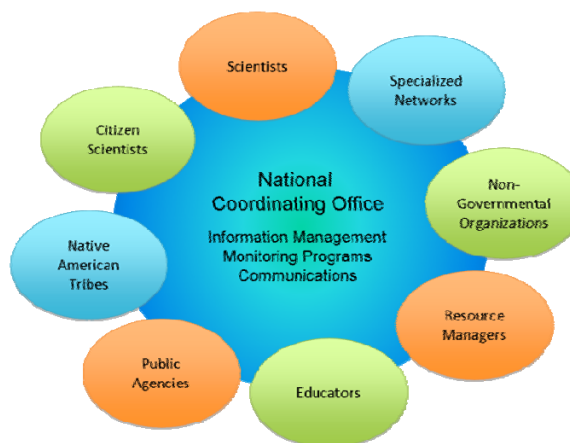 Scientists
Specialized
Networks
Citizen
Scientists
National
Coordinating Office
Information Management
Monitoring Programs
Communications
Non-
Governmental
Organizations
Native
American
Tribes
Resource
Managers
Public
Agencies
Educators